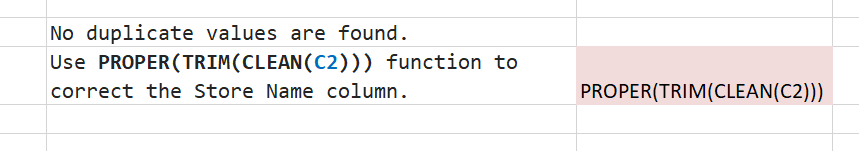 No duplicate values are found.
Use PROPER(TRIM(CLEAN(C2))) function to
correct the Store Name column.
PROPER(TRIM(CLEAN(C2)))